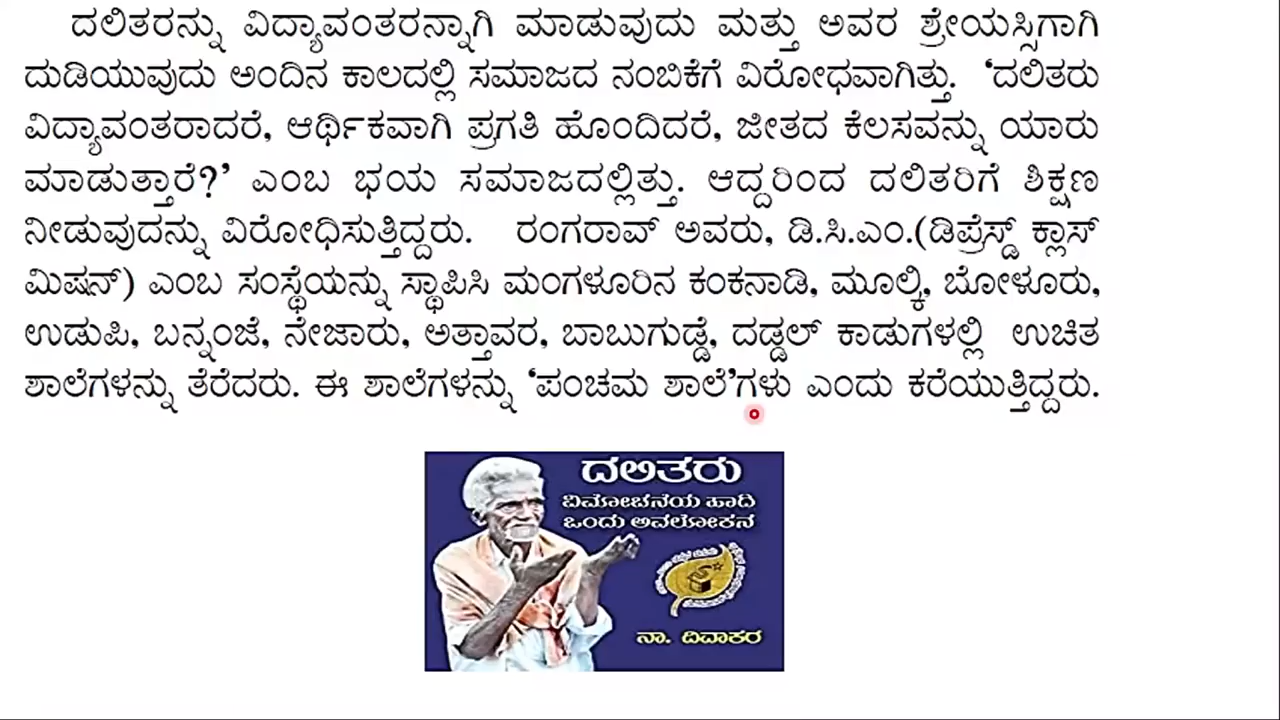 ದಲಿತರನ್ನು ವಿದ್ಯಾವಂತರನ್ನಾಗಿ ಮಾಡುವುದು ಮತ್ತು ಅವರ ಶ್ರೇಯಸ್ಸಿಗಾಗಿ
ದುಡಿಯುವುದು ಅಂದಿನ ಕಾಲದಲ್ಲಿ ಸಮಾಜದ ನಂಬಿಕೆಗೆ ವಿರೋಧವಾಗಿತ್ತು. ‘ದಲಿತರು
ವಿದ್ಯಾವಂತರಾದರೆ, ಆರ್ಥಿಕವಾಗಿ ಪ್ರಗತಿ ಹೊಂದಿದರೆ, ಜೀತದ ಕೆಲಸವನ್ನು ಯಾರು
ಮಾಡುತ್ತಾರೆ?’ ಎಂಬ ಭಯ ಸಮಾಜದಲ್ಲಿತ್ತು. ಆದ್ದರಿಂದ ದಲಿತರಿಗೆ ಶಿಕ್ಷಣ
ನೀಡುವುದನ್ನು ವಿರೋಧಿಸುತ್ತಿದ್ದರು. ರಂಗರಾವ್ ಅವರು, ಡಿ.ಸಿ.ಎಂ.(ಡಿಪ್ರೆಸ್ಡ್ ಕ್ಲಾಸ್
ಮಿಷನ್) ಎಂಬ ಸಂಸ್ಥೆಯನ್ನು ಸ್ಥಾಪಿಸಿ ಮಂಗಳೂರಿನ ಕಂಕನಾಡಿ, ಮೂಲ್ಕಿ, ಬೋಳೂರು,
ಉಡುಪಿ, ಬನ್ನಂಜೆ, ನೇಜಾರು, ಅತ್ತಾವರ, ಬಾಬುಗುಡ್ಡೆ, ದಡ್ಡಲ್ ಕಾಡುಗಳಲ್ಲಿ ಉಚಿತ
ಶಾಲೆಗಳನ್ನು ತೆರೆದರು. ಈ ಶಾಲೆಗಳನ್ನು ‘ಪಂಚಮ ಶಾಲೆ’ಗಳು ಎಂದು ಕರೆಯುತ್ತಿದ್ದರು.
ದಲಿತರು
ವಿಮೋಚನೆಯ ಹಾದಿ
ಒಂದು ಅವಲೋಕನ
ನಾ. ದಿವಾಕರ